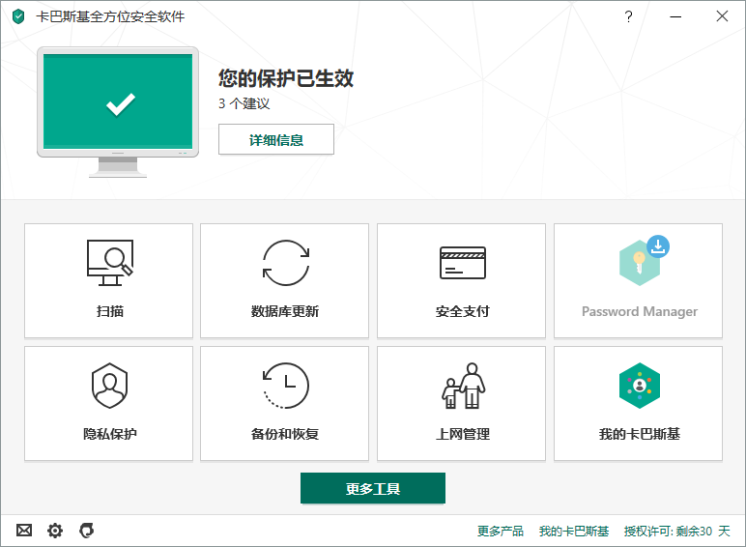 卡巴斯基全方位安全软件
?
您的保护已生效
3 个建议
详细信息
扫描
数据库更新
安全支付
Password Manager
隐私保护
备份和恢复
上网管理
我的卡巴斯基
更多工具
更多产品 我的卡巴斯基 授权许可: 剩余30 天